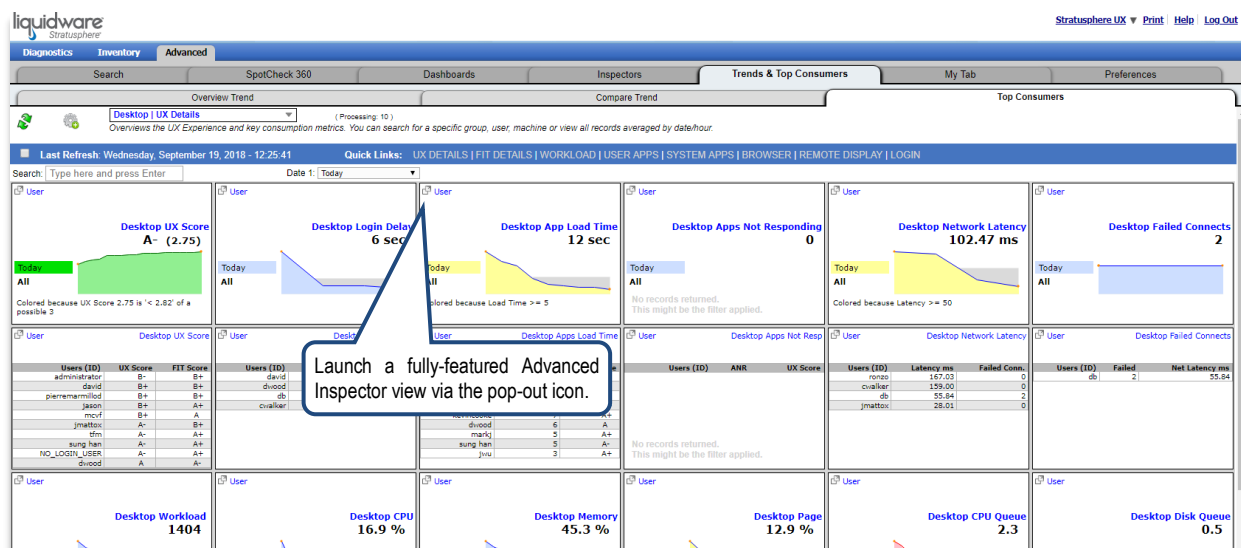 liquidware
Stratusphere
Stratusphere UX ▼ Print Help Log Out
Diagnostics Inventory Advanced
Search SpotCheck 360 Dashboards Inspectors Trends & Top Consumers My Tab Preferences
Overview Trend Compare Trend Top Consumers
Desktop | UX Details ( Processing: 10 )
Overviews the UX Experience and key consumption metrics. You can search for a specific group, user, machine or view all records averaged by date/hour.
Last Refresh: Wednesday, September 19, 2018 - 12:25:41 Quick Links: UX DETAILS | FIT DETAILS | WORKLOAD | USER APPS | SYSTEM APPS | BROWSER | REMOTE DISPLAY | LOGIN
Search: Type here and press Enter Date 1: Today
User User User User User User
Desktop UX Score Desktop Login Delay Desktop App Load Time Desktop Apps Not Responding Desktop Network Latency Desktop Failed Connects
A- (2.75) 6 sec 12 sec 0 102.47 ms 2
Today Today Today Today Today Today
All All All All All All
Colored because UX Score 2.75 is '< 2.82' of a possible 3
Colored because Load Time >= 5
No records returned.
This might be the filter applied.
Colored because Latency >= 50
User Desktop UX Score User User Desktop Apps Load Time User Desktop Apps Not Resp User Desktop Network Latency User Desktop Failed Connects
Launch a fully-featured Advanced
Inspector view via the pop-out icon.
Users (ID) UX Score FIT Score
administrator B- B+
david B+ B+
pierremarmillod B+ B+
jason B+ A+
mcvf B+ A
jmattox A- B+
tfm A- A+
sung han A- A+
NO_LOGIN_USER A- A+
dwood A A-
Users (ID)
david
dwood
db
cwalker
dwood 6 A
markj 5 A+
sung han 5 A-
jwu 3 A+
Users (ID) ANR UX Score
No records returned.
This might be the filter applied.
Users (ID) Latency ms Failed Conn.
ronzo 167.03 0
cwalker 159.00 0
db 55.84 2
jmattox 28.01 0
Users (ID) Failed Net Latency ms
db 2 55.84
User User User User User User
Desktop Workload Desktop CPU Desktop Memory Desktop Page Desktop CPU Queue Desktop Disk Queue
1404 16.9 % 45.3 % 12.9 % 2.3 0.5